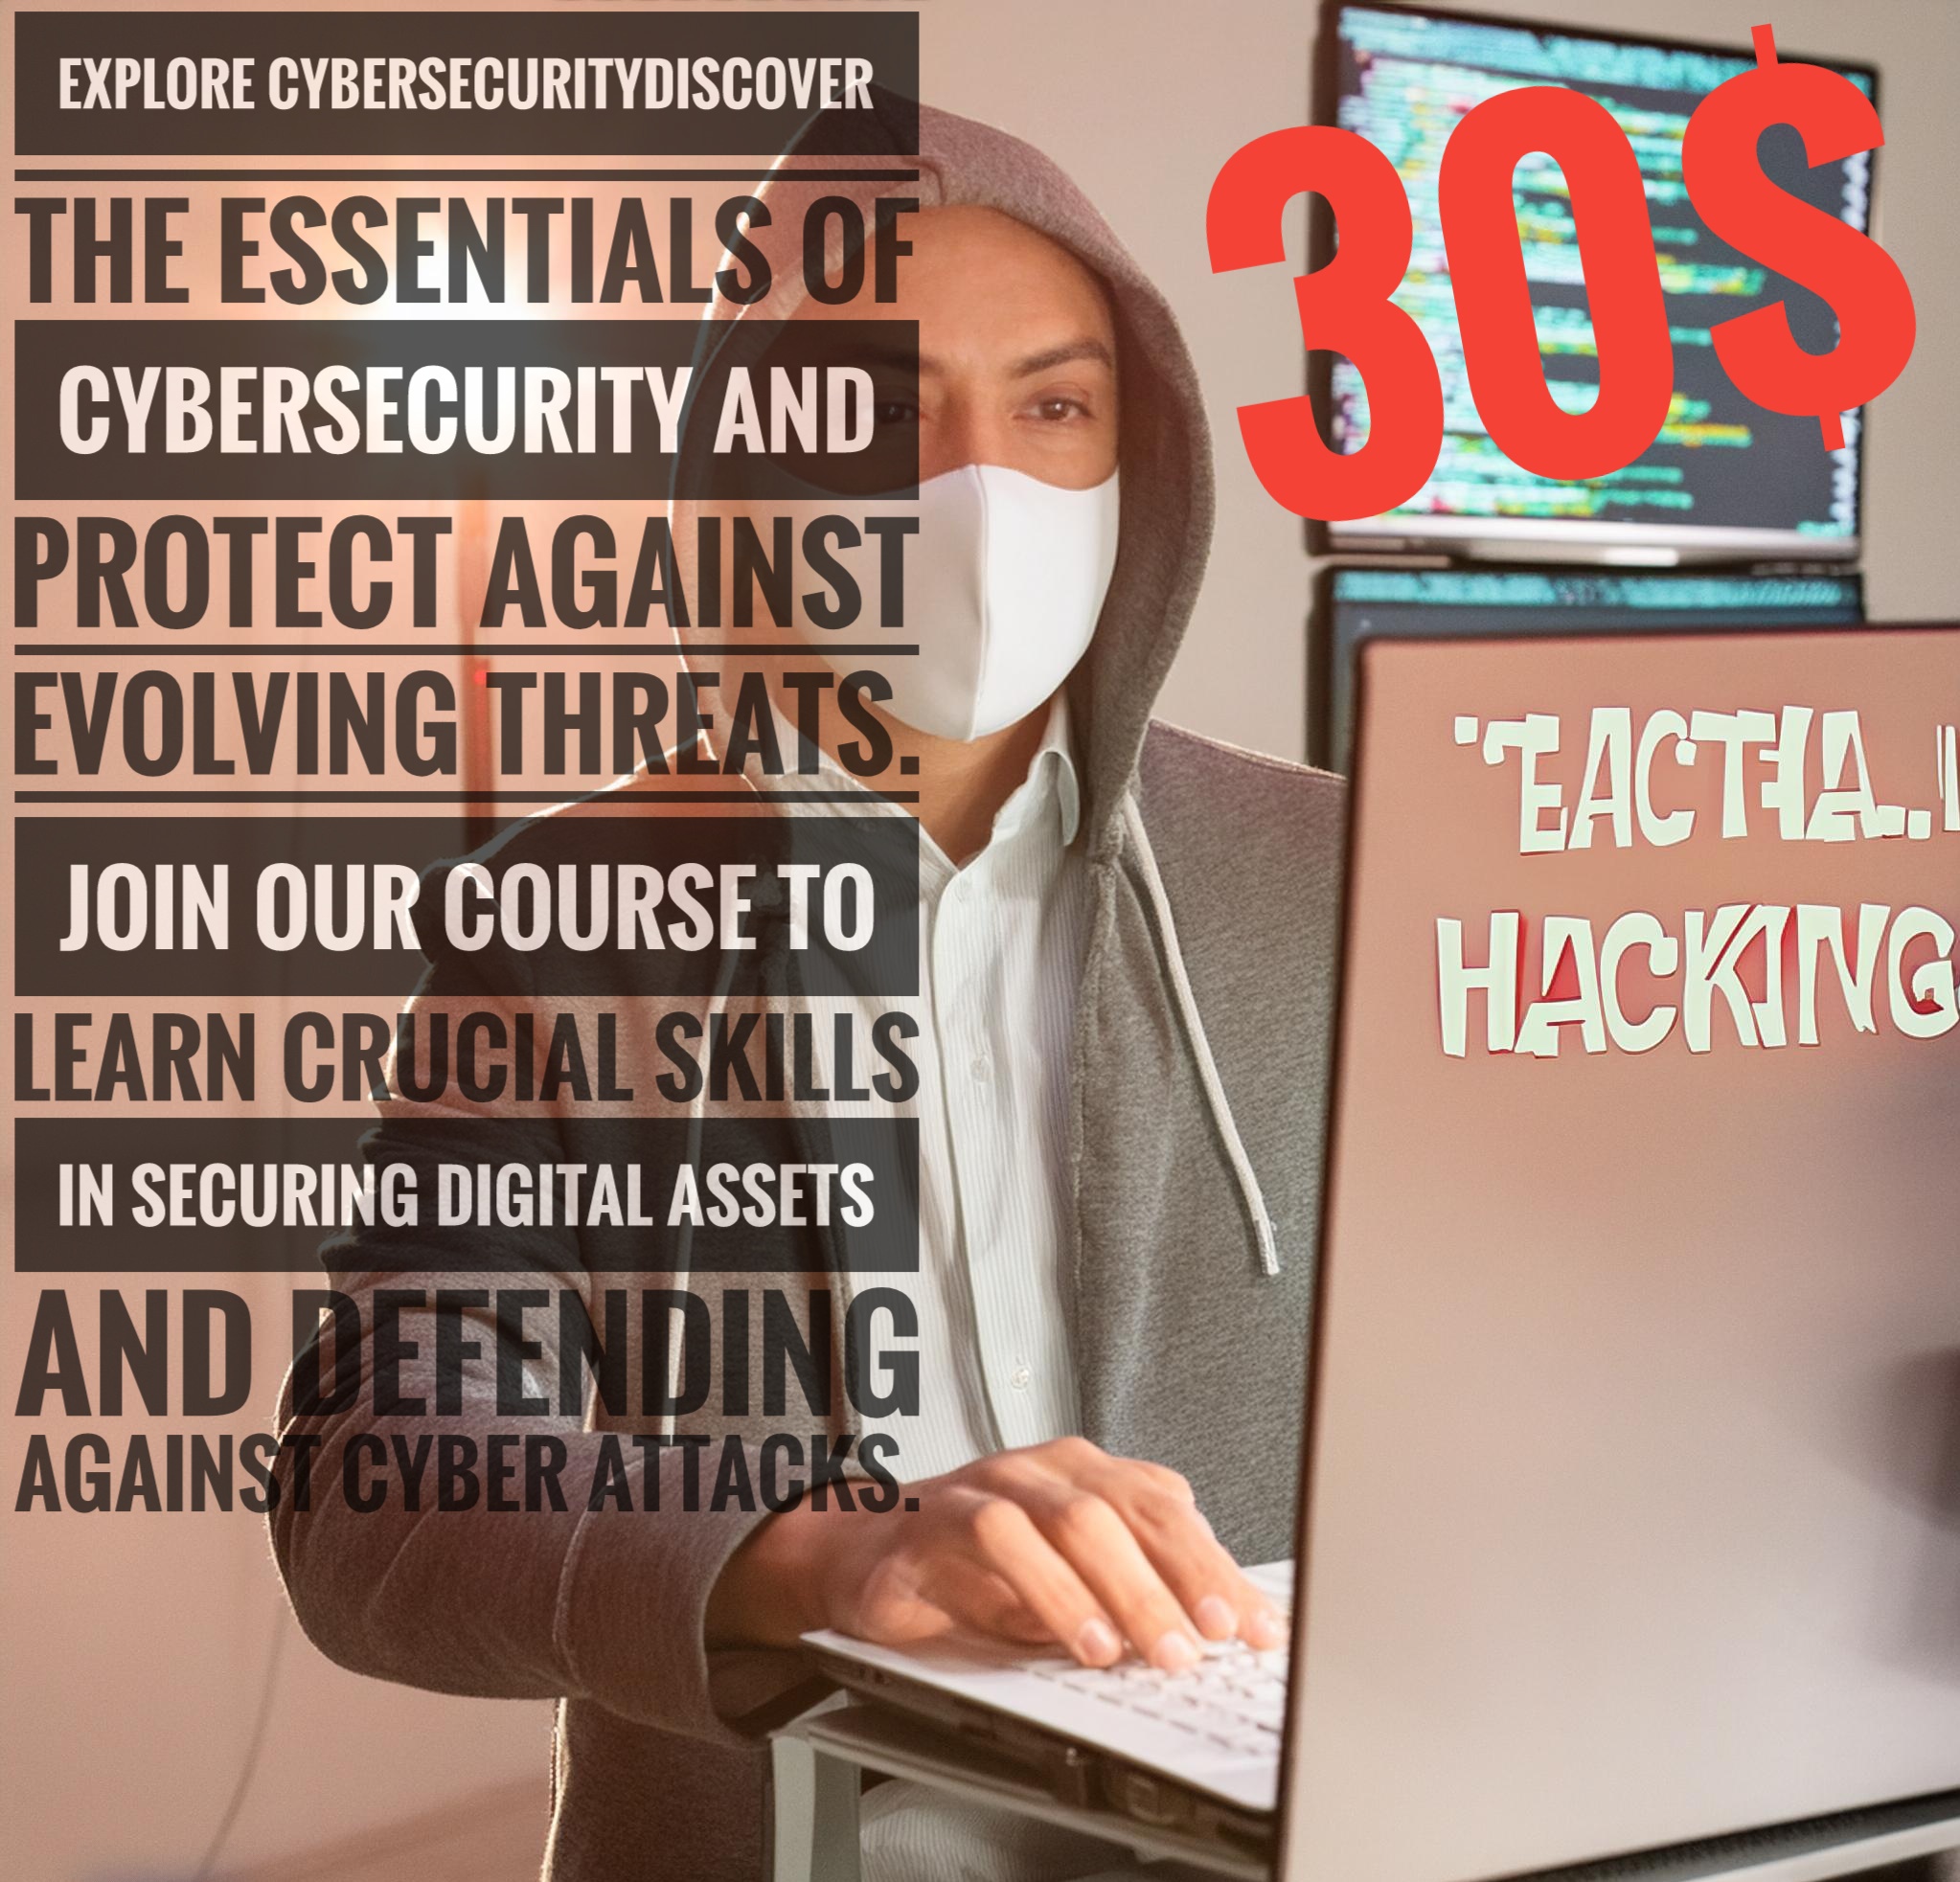 EXPLORE CYBERSECURITYDISCOVER
THE ESSENTIALS OF
CYBERSECURITY AND
PROTECT AGAINST
EVOLVING THREATS.
JOIN OUR COURSE TO
LEARN CRUCIAL SKILLS
IN SECURING DIGITAL ASSETS
AND DEFENDING
AGAINST CYBER ATTACKS.
30$
HACKING